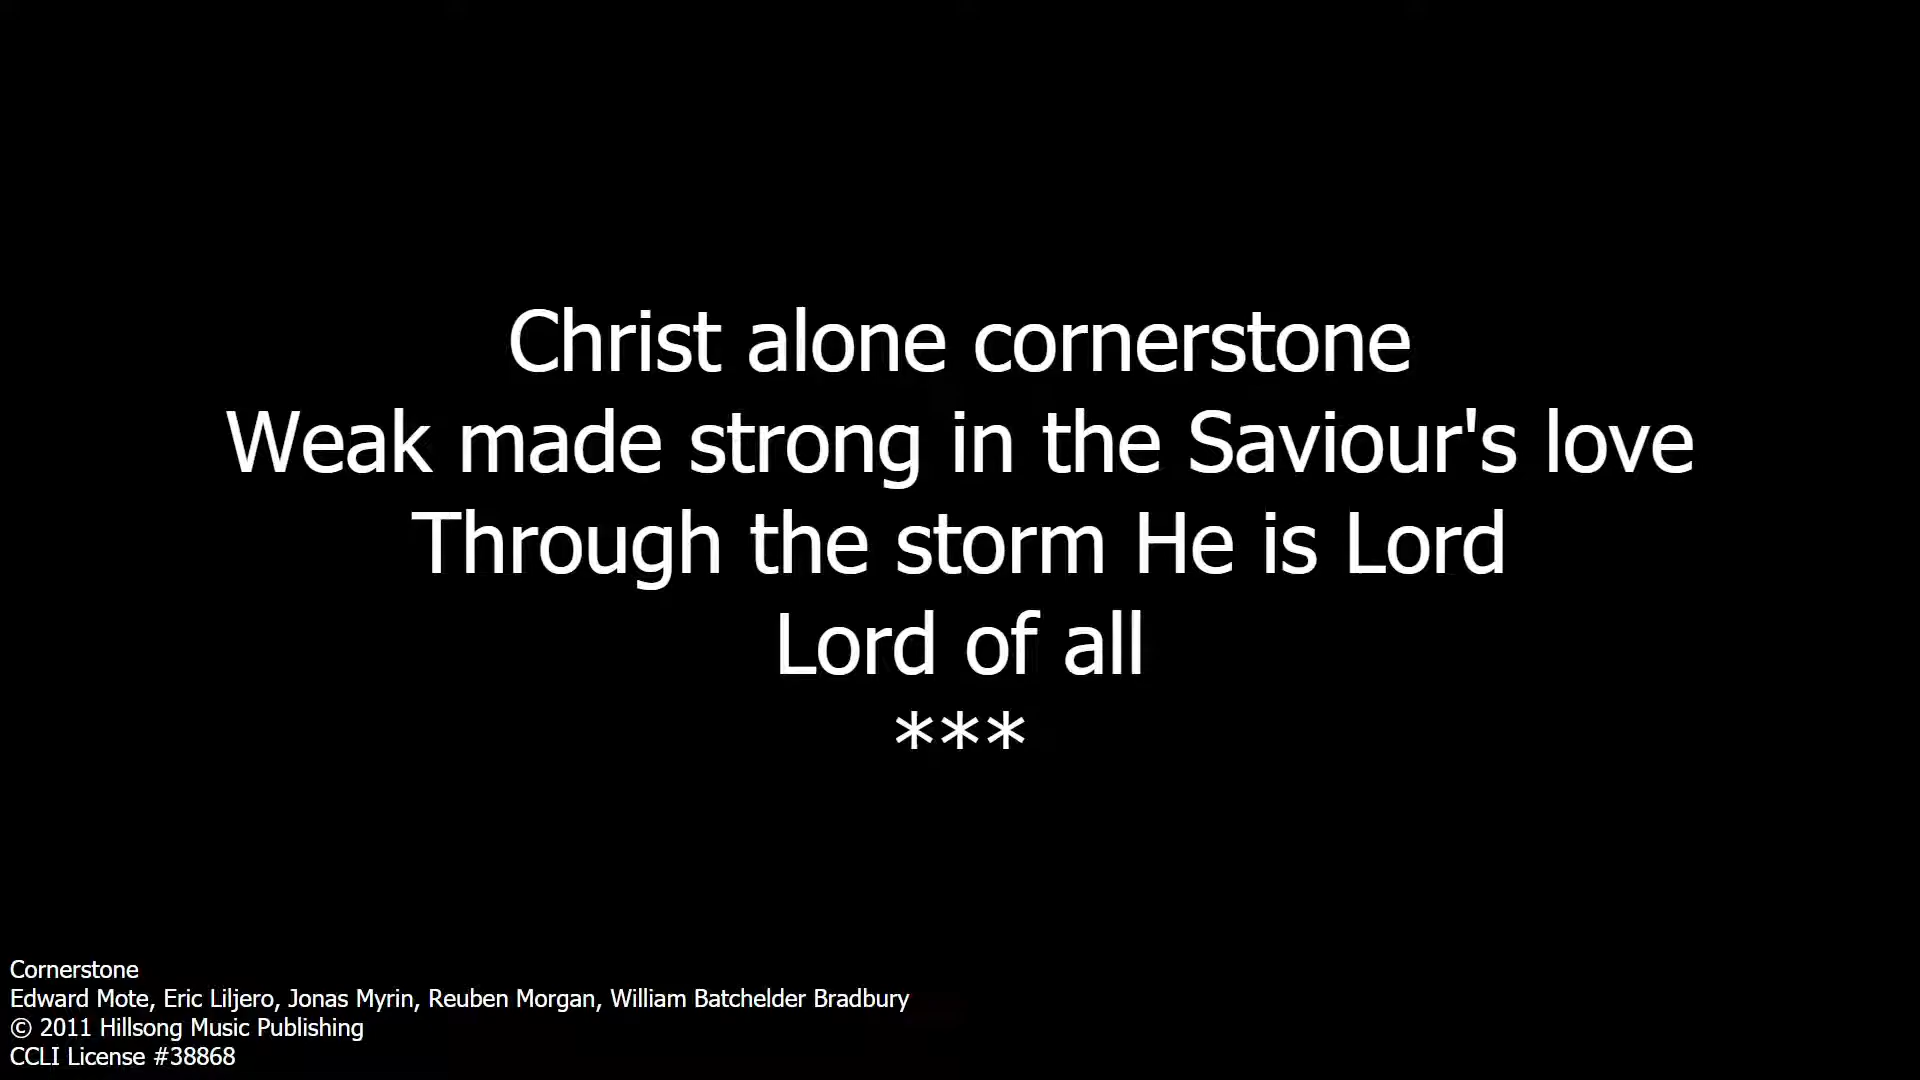 Christ alone cornerstone
Weak made strong in the Saviour's love
Through the storm He is Lord
Lord of all
***
Cornerstone
Edward Mote, Eric Liljero, Jonas Myrin, Reuben Morgan, William Batchelder Bradbury
© 2011 Hillsong Music Publishing
CCLI License #38868